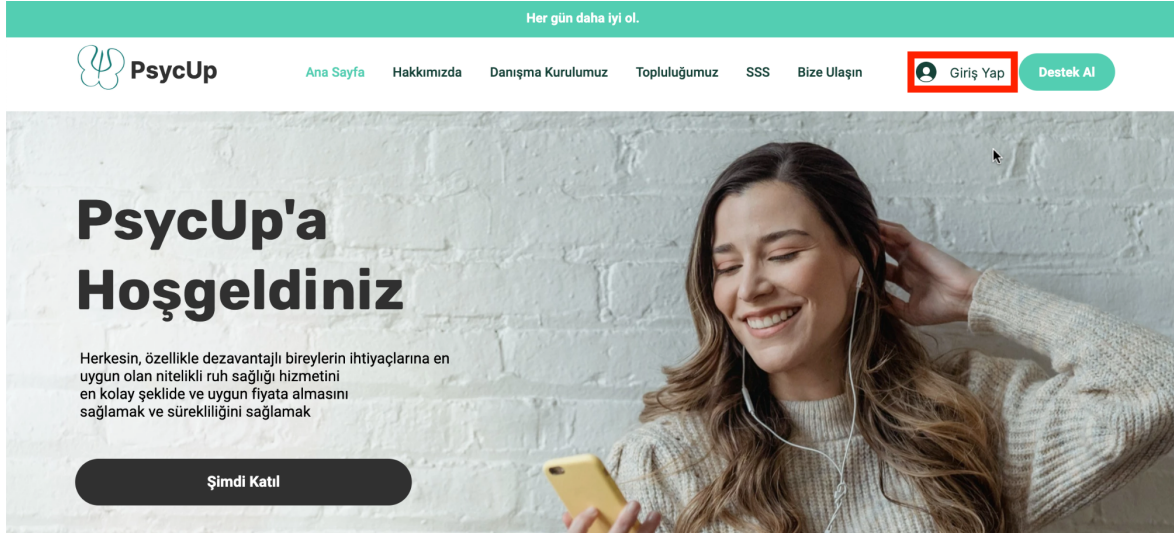 Her gün daha iyi ol.
PsycUp
Ana Sayfa
Hakkımızda
Danışma Kurulumuz
Topluluğumuz
SSS
Bize Ulaşın
Giriş Yap
Destek Al
PsycUp'a
Hoşgeldiniz
Herkesin, özellikle dezavantajlı bireylerin ihtiyaçlarına en
uygun olan nitelikli ruh sağlığı hizmetini
en kolay şeklide ve uygun fiyata almasını
sağlamak ve sürekliliğini sağlamak
Şimdi Katıl